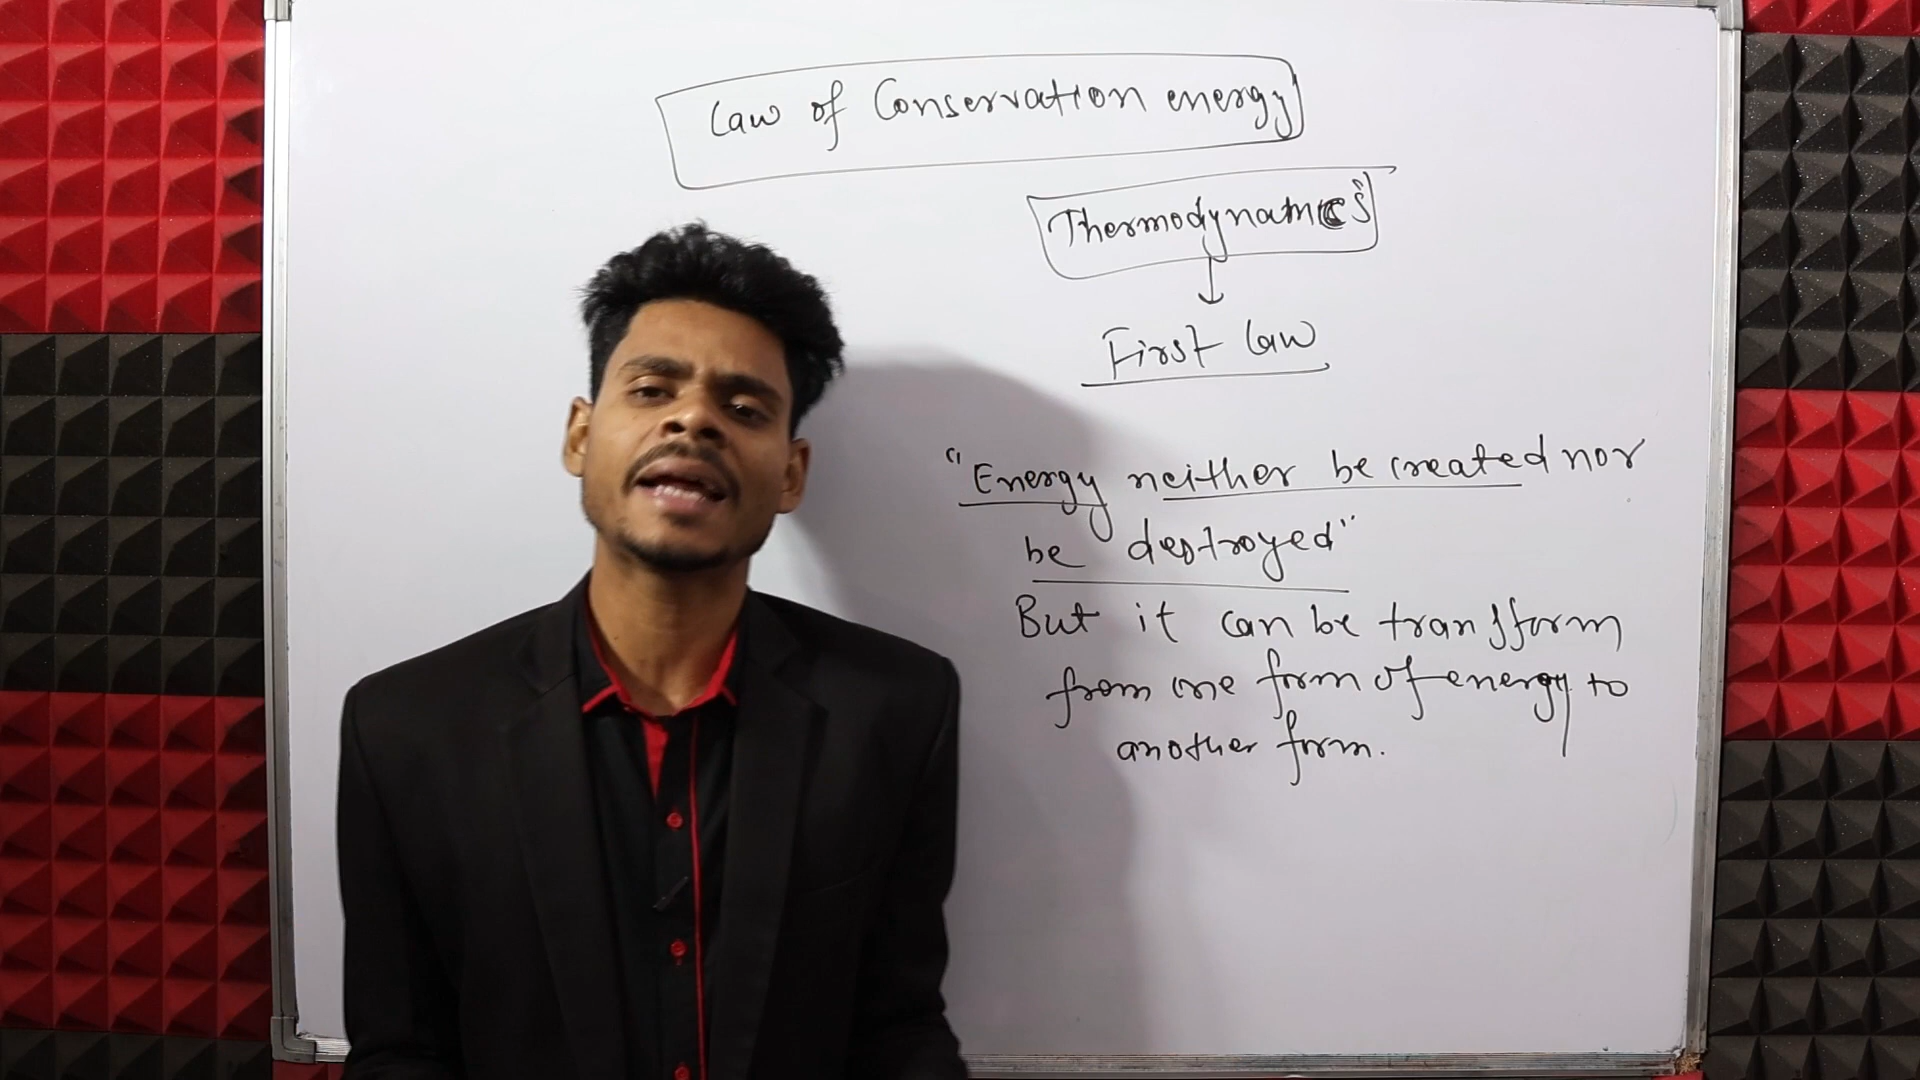 Law of Conservation energy
Thermodynamics
First law
"Energy neither be created nor
be destroyed"
But it can be transform
from one form of energy to
another form.